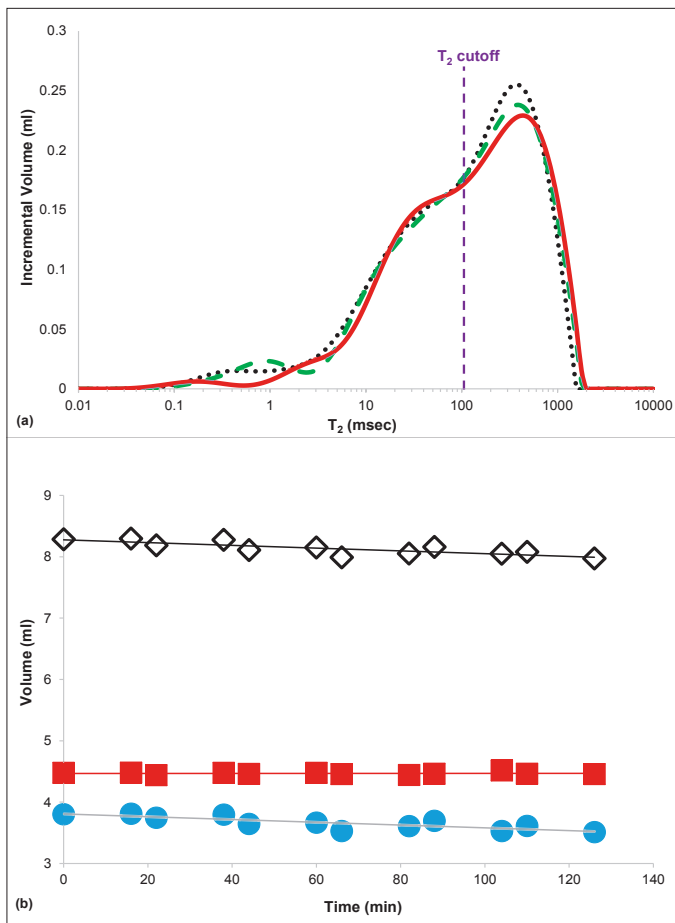 0.3
T₂ cutoff
0.25
0.2
0.15
0.1
0.05
0
Incremental Volume (ml)
0.01 0.1 1 10 100 1000 10000
(a)
T₂ (msec)
9
8
7
6
5
4
3
Volume (ml)
0 20 40 60 80 100 120 140
(b)
Time (min)